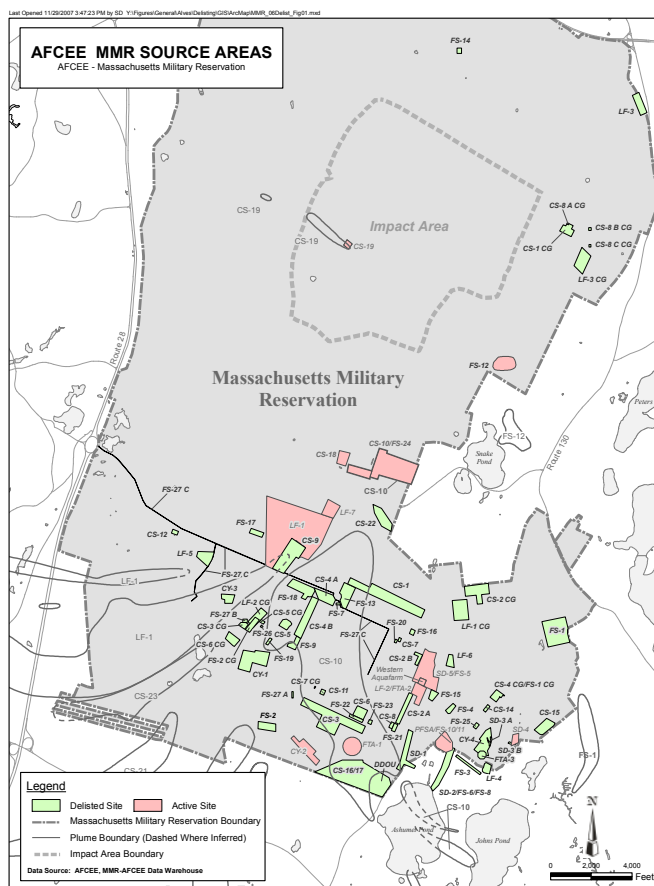 Last Opened 11/29/2007 3:47:23 PM by SD Y:\Figures\General\Alves\Delisting\GIS\ArcMap\MMR_06Delist_Fig01.mxd
AFCEE MMR SOURCE AREAS
AFCEE - Massachusetts Military Reservation
FS-14
LF-3
CS-19
CS-19
CS-19
Impact Area
CS-8 A CG
CS-8 B CG
CS-1 CG
CS-8 C CG
LF-3 CG
Route 28
FS-12
Massachusetts Military
Reservation
Peters
FS-12
Snake
Pond
Route 130
CS-18
CS-10/FS-24
CS-10
FS-27 C
LF-7
LF-1
CS-22
CS-12
FS-17
CS-9
LF-5
FS-27 C
LF-1
CY-3
FS-18
CS-4 A
CS-1
FS-7
FS-13
CS-2 CG
LF-2 CG
FS-27 B
CS-3 CG
CS-5 CG
LF-1 CG
FS-20
FS-16
FS-1
LF-1
CS-6 CG
FS-26
CS-5
CS-4 B
FS-27 C
CS-7
FS-2 CG
FS-9
CS-2 B
LF-6
CY-1
FS-19
CS-10
Western
Aquafarm
SD-5/FS-5
CS-23
CS-7 CG
LF-2/FTA-2
CS-4 CG/FS-1 CG
FS-27 A
CS-11
FS-15
CS-6
FS-22
FS-23
FS-4
CS-14
FS-2
CS-3
CS-8
CS-2 A
FS-25
SD-3 A
CS-15
FS-21
PFSA/FS-10/11
CY-4
SD-4
CY-2
FTA-1
SD-1
SD-3 B
FS-1
CS-21
DDOU
FS-3
FTA-3
CS-16/17
LF-4
SD-2/FS-6/FS-8
CS-10
Ashumet Pond
Johns Pond
Legend
Delisted Site
Active Site
Massachusetts Military Reservation Boundary
Plume Boundary (Dashed Where Inferred)
Impact Area Boundary
Data Source: AFCEE, MMR-AFCEE Data Warehouse
N
0 2,000 4,000
Feet